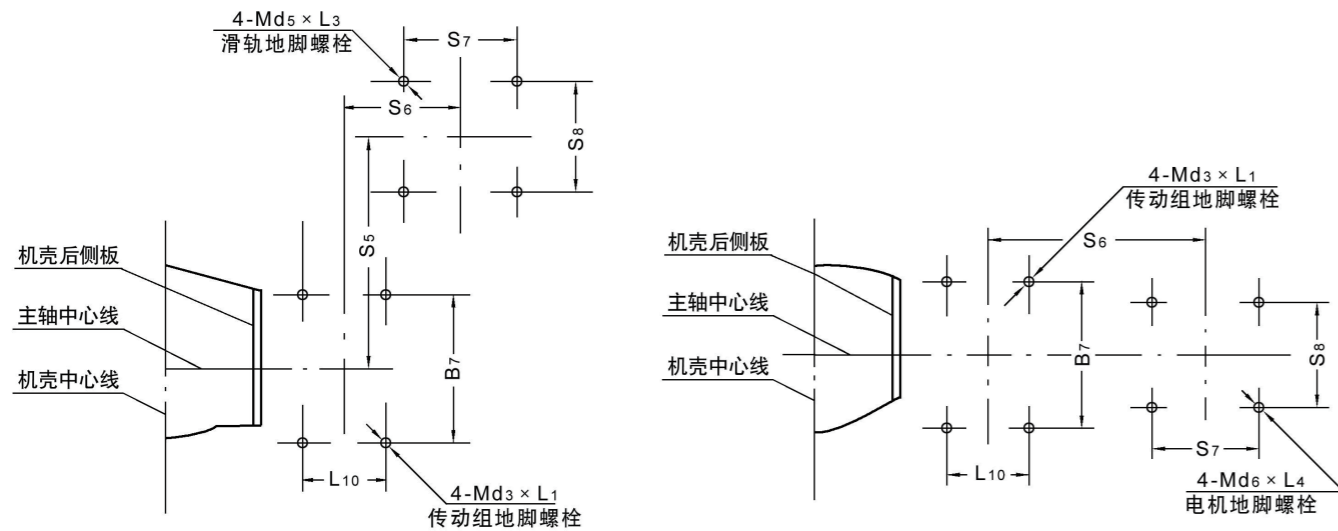 4-Md5 × L3
滑轨地脚螺栓
S7
S6
S8
S5
机壳后侧板
主轴中心线
机壳中心线
B7
L10
4-Md3 × L1
传动组地脚螺栓
4-Md3 × L1
传动组地脚螺栓
S6
机壳后侧板
主轴中心线
机壳中心线
B7
S8
L10
S7
4-Md6 × L4
电机地脚螺栓